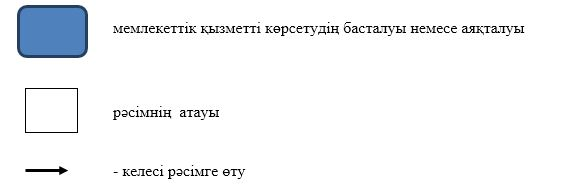 мемлекеттік қызметті көрсетудің басталуы немесе аяқталуы
рәсімнің атауы
- келесі рәсімге өту